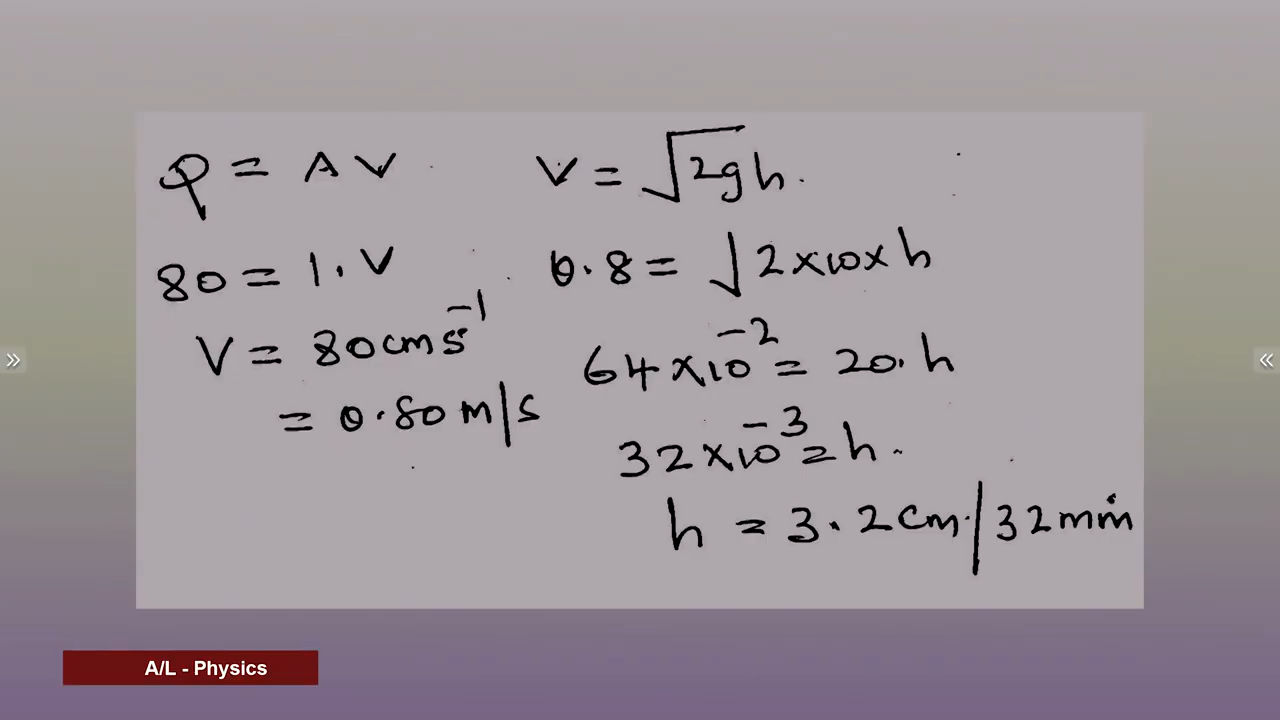 Q = AV
80 = 1.V
V = 80cms⁻¹
= 0.80m/s
V = √2gh.
0.8 = √2×10×h
64×10⁻² = 20.h
32×10⁻³ = h.
h = 3.2cm/32mm
A/L - Physics